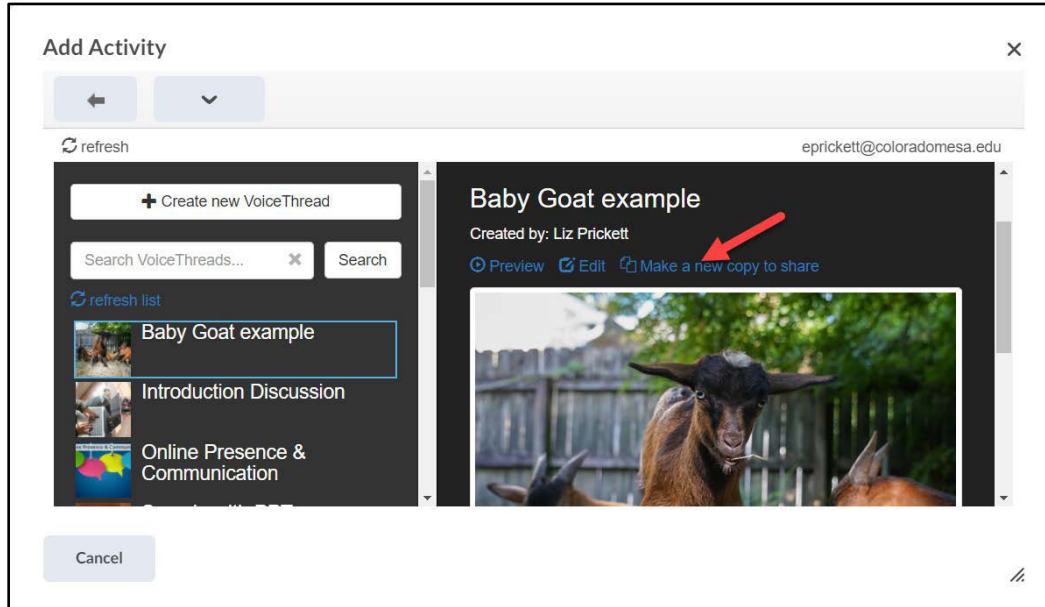 Add Activity
refresh
eprickett@coloradomesa.edu
Create new VoiceThread
Search VoiceThreads...
Search
refresh list
Baby Goat example
Introduction Discussion
Online Presence &
Communication
Baby Goat example
Created by: Liz Prickett
Preview Edit Make a new copy to share
Cancel